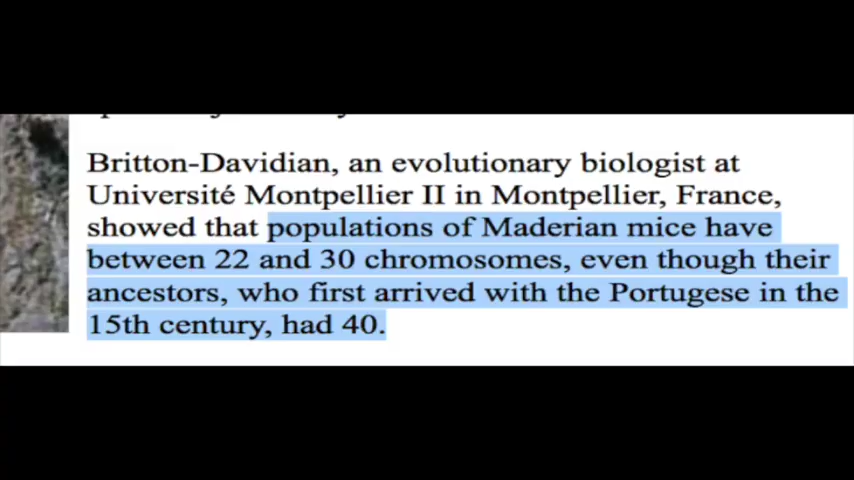 Britton-Davidian, an evolutionary biologist at
Université Montpellier II in Montpellier, France,
showed that populations of Maderian mice have
between 22 and 30 chromosomes, even though their
ancestors, who first arrived with the Portugese in the
15th century, had 40.